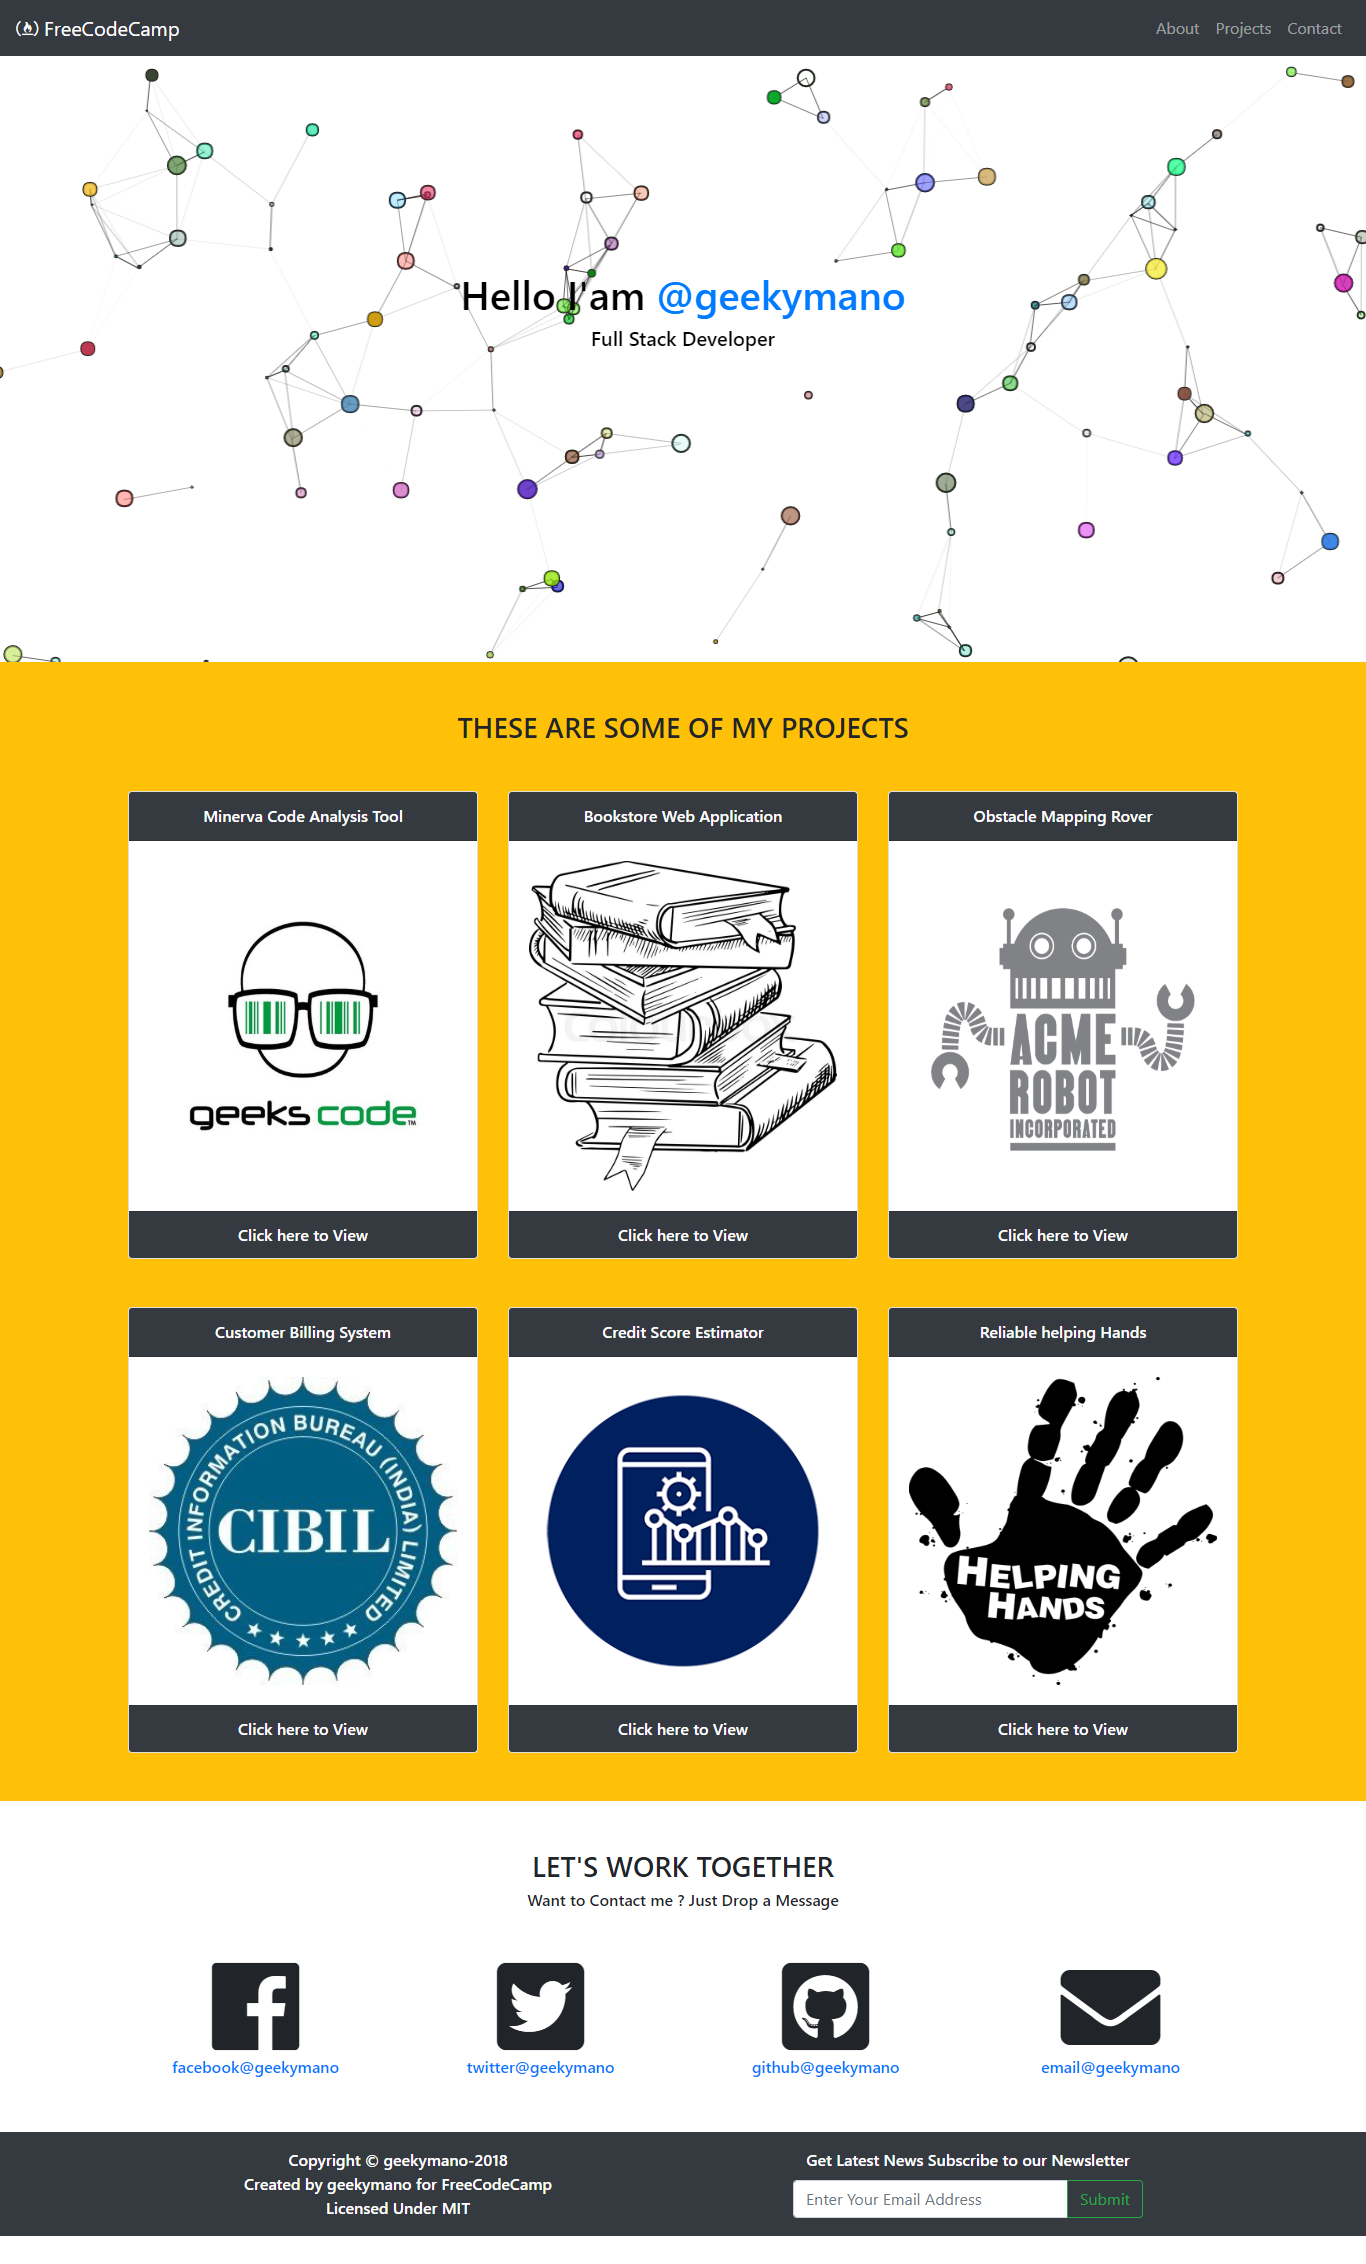 FreeCodeCamp
About Projects Contact
Hello I'am @geekymano
Full Stack Developer
THESE ARE SOME OF MY PROJECTS
Minerva Code Analysis Tool
Bookstore Web Application
Obstacle Mapping Rover
geeks code TM
ACME
ROBOT
INCORPORATED
Click here to View
Click here to View
Click here to View
Customer Billing System
Credit Score Estimator
Reliable helping Hands
CREDIT INFORMATION BUREAU (INDIA) LIMITED
CIBIL
HELPING
HANDS
Click here to View
Click here to View
Click here to View
LET'S WORK TOGETHER
Want to Contact me ? Just Drop a Message
facebook@geekymano
twitter@geekymano
github@geekymano
email@geekymano
Copyright © geekymano-2018
Created by geekymano for FreeCodeCamp
Licensed Under MIT
Get Latest News Subscribe to our Newsletter
Enter Your Email Address
Submit